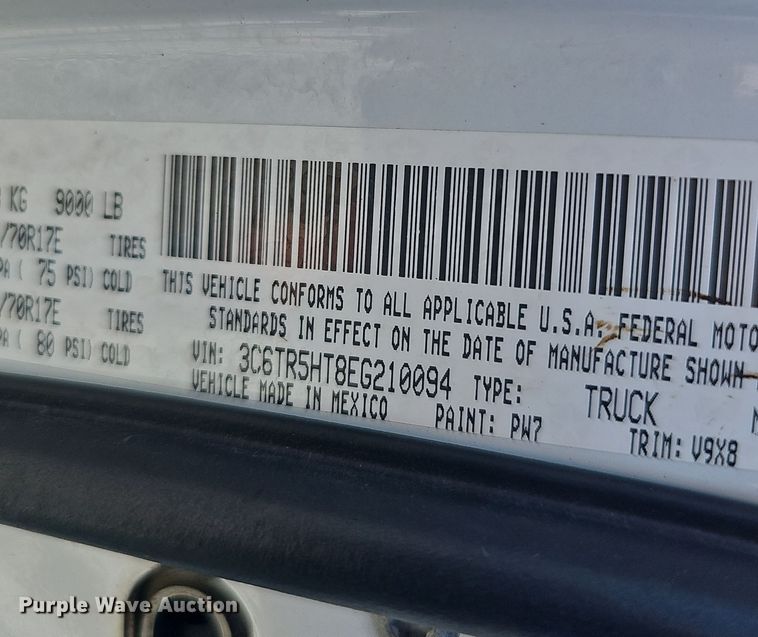 KG 9000 LB
/70R17E TIRES
PA ( 75 PSI) COLD
/70R17E TIRES
PA ( 80 PSI) COLD
THIS VEHICLE CONFORMS TO ALL APPLICABLE U.S.A. FEDERAL MOTO
STANDARDS IN EFFECT ON THE DATE OF MANUFACTURE SHOWN
VIN: 3C6TR5HT8EG210094 TYPE: TRUCK
VEHICLE MADE IN MEXICO PAINT: PW7 TRIM: V9X8
Purple Wave Auction